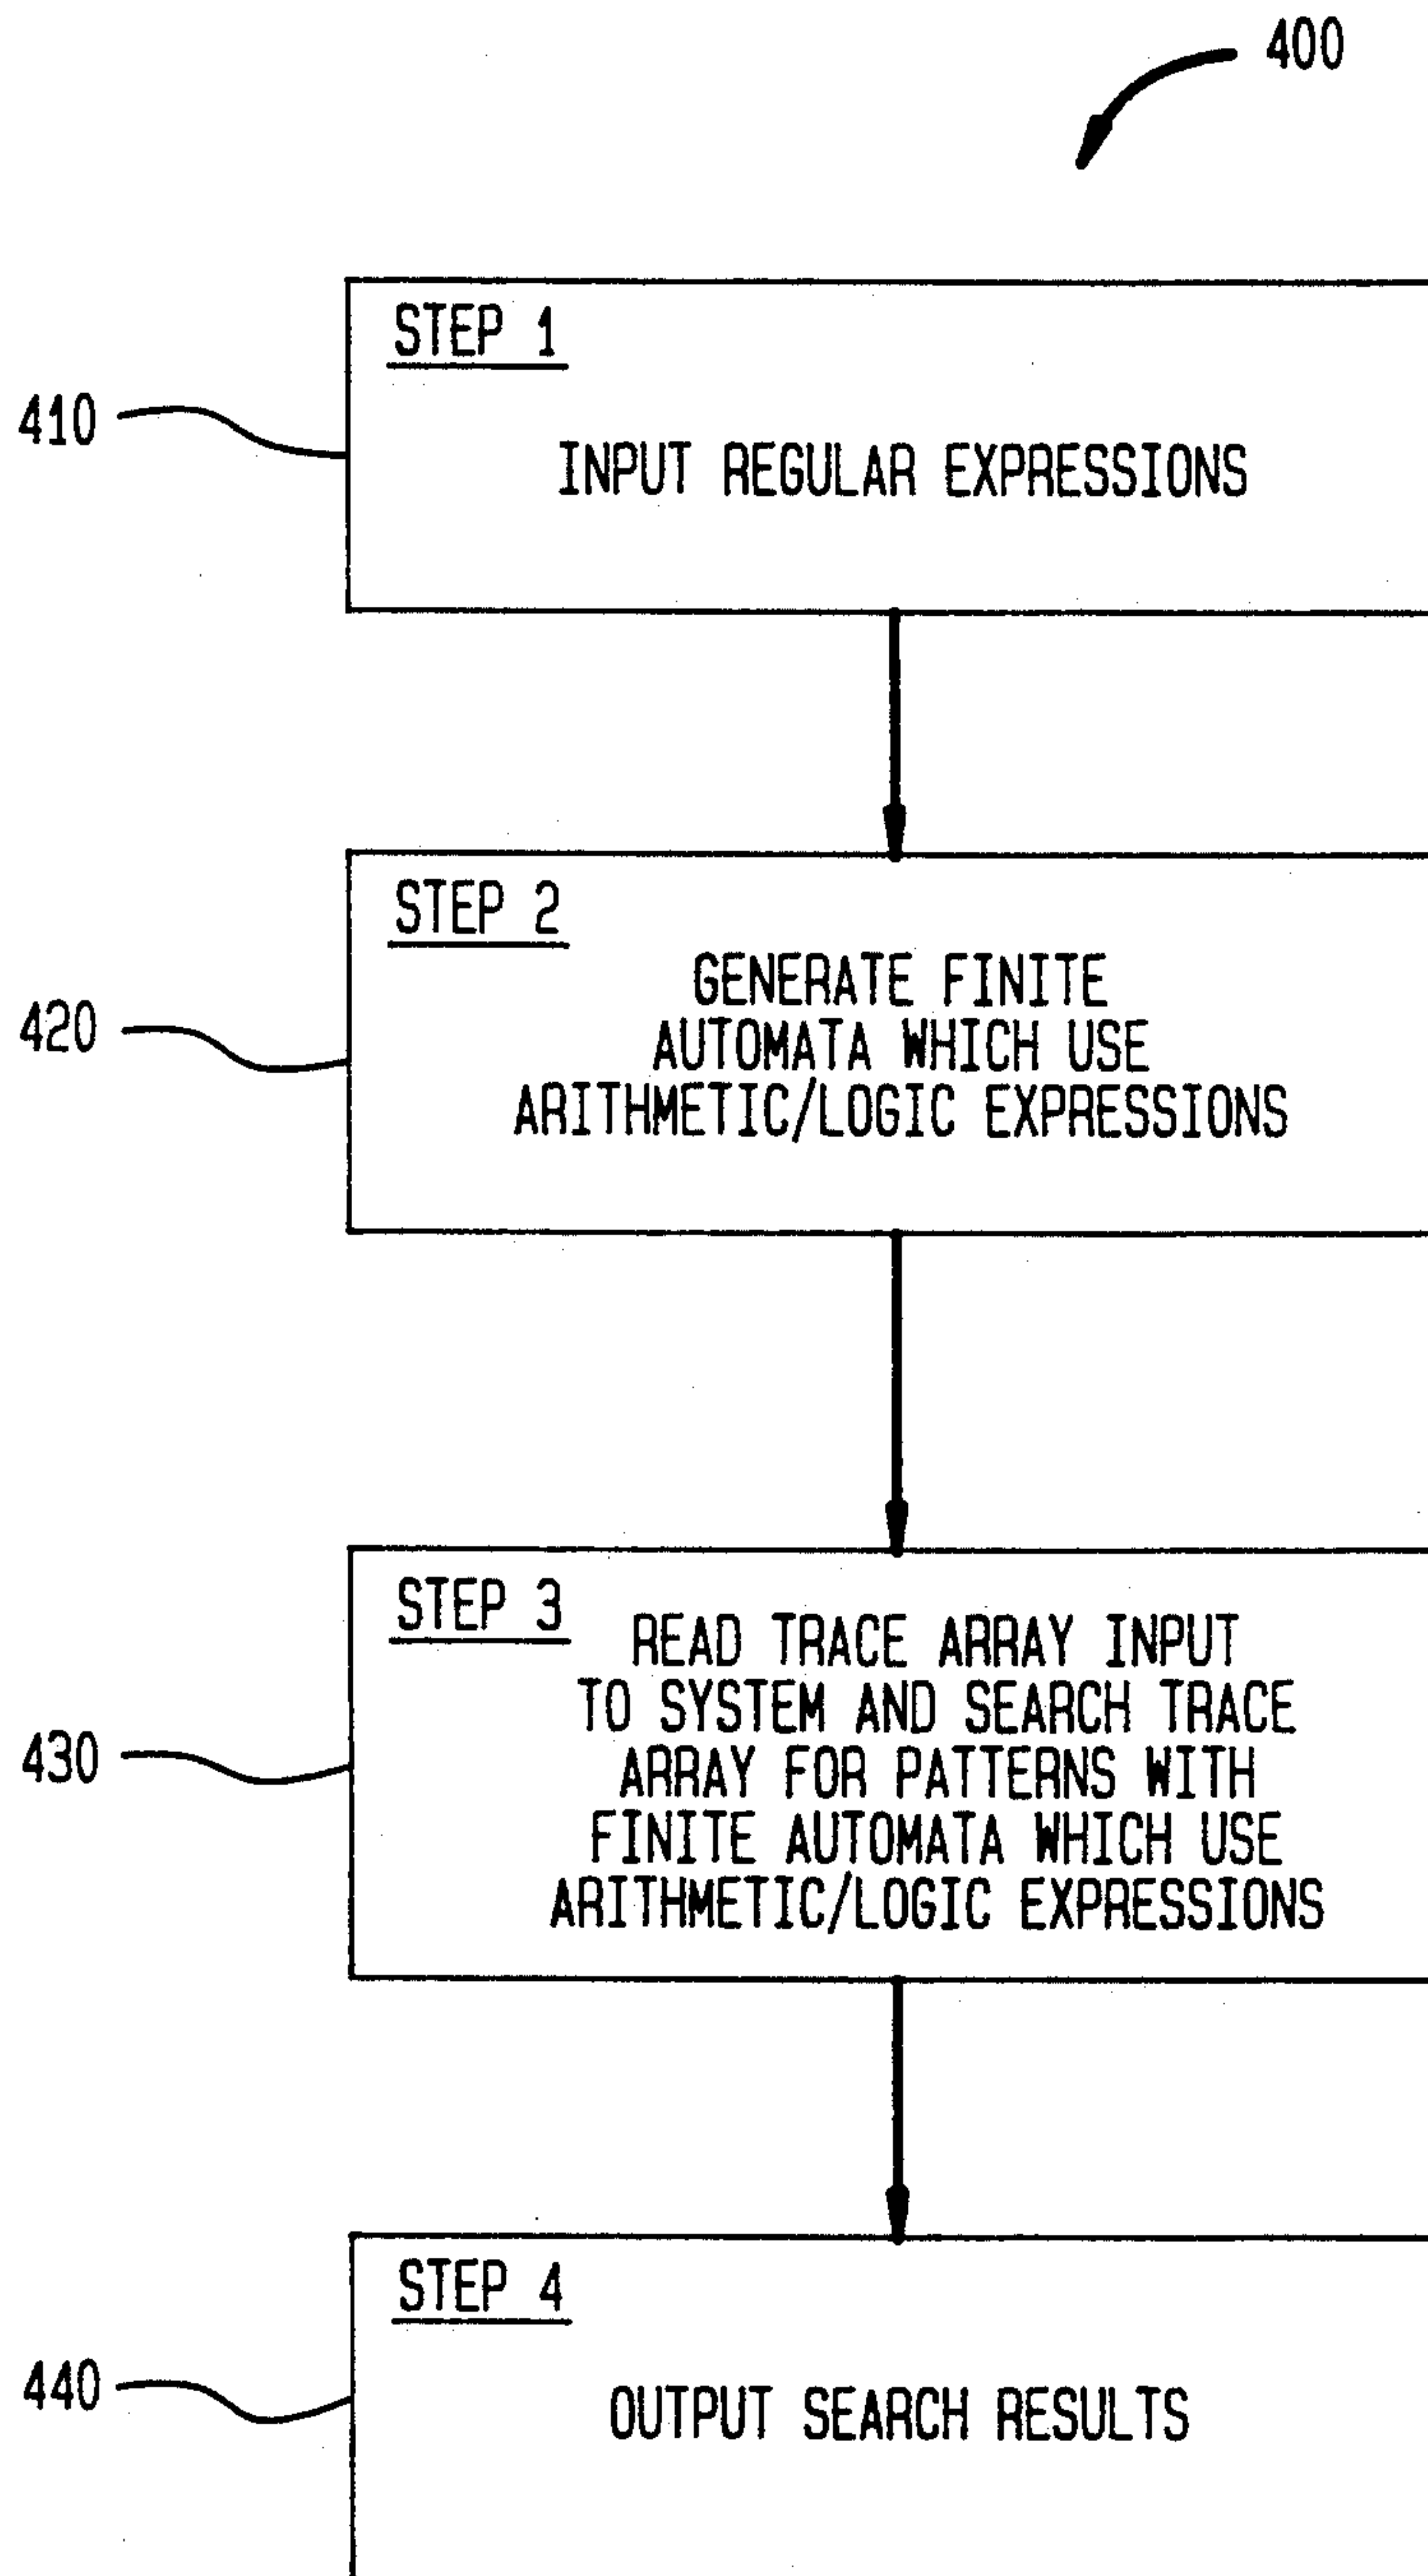 400
STEP 1
410
INPUT REGULAR EXPRESSIONS
STEP 2
GENERATE FINITE
420
AUTOMATA WHICH USE
ARITHMETIC/LOGIC EXPRESSIONS
STEP 3
READ TRACE ARRAY INPUT
TO SYSTEM AND SEARCH TRACE
430
ARRAY FOR PATTERNS WITH
FINITE AUTOMATA WHICH USE
ARITHMETIC/LOGIC EXPRESSIONS
STEP 4
440
OUTPUT SEARCH RESULTS